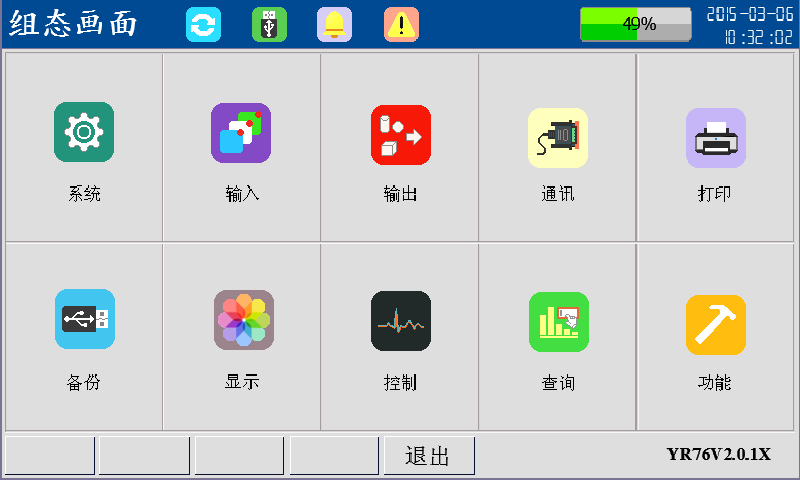 组态画面
49%
2015-03-06
10:32:02
系统
输入
输出
通讯
打印
备份
显示
控制
查询
功能
退出
YR76V2.0.1X